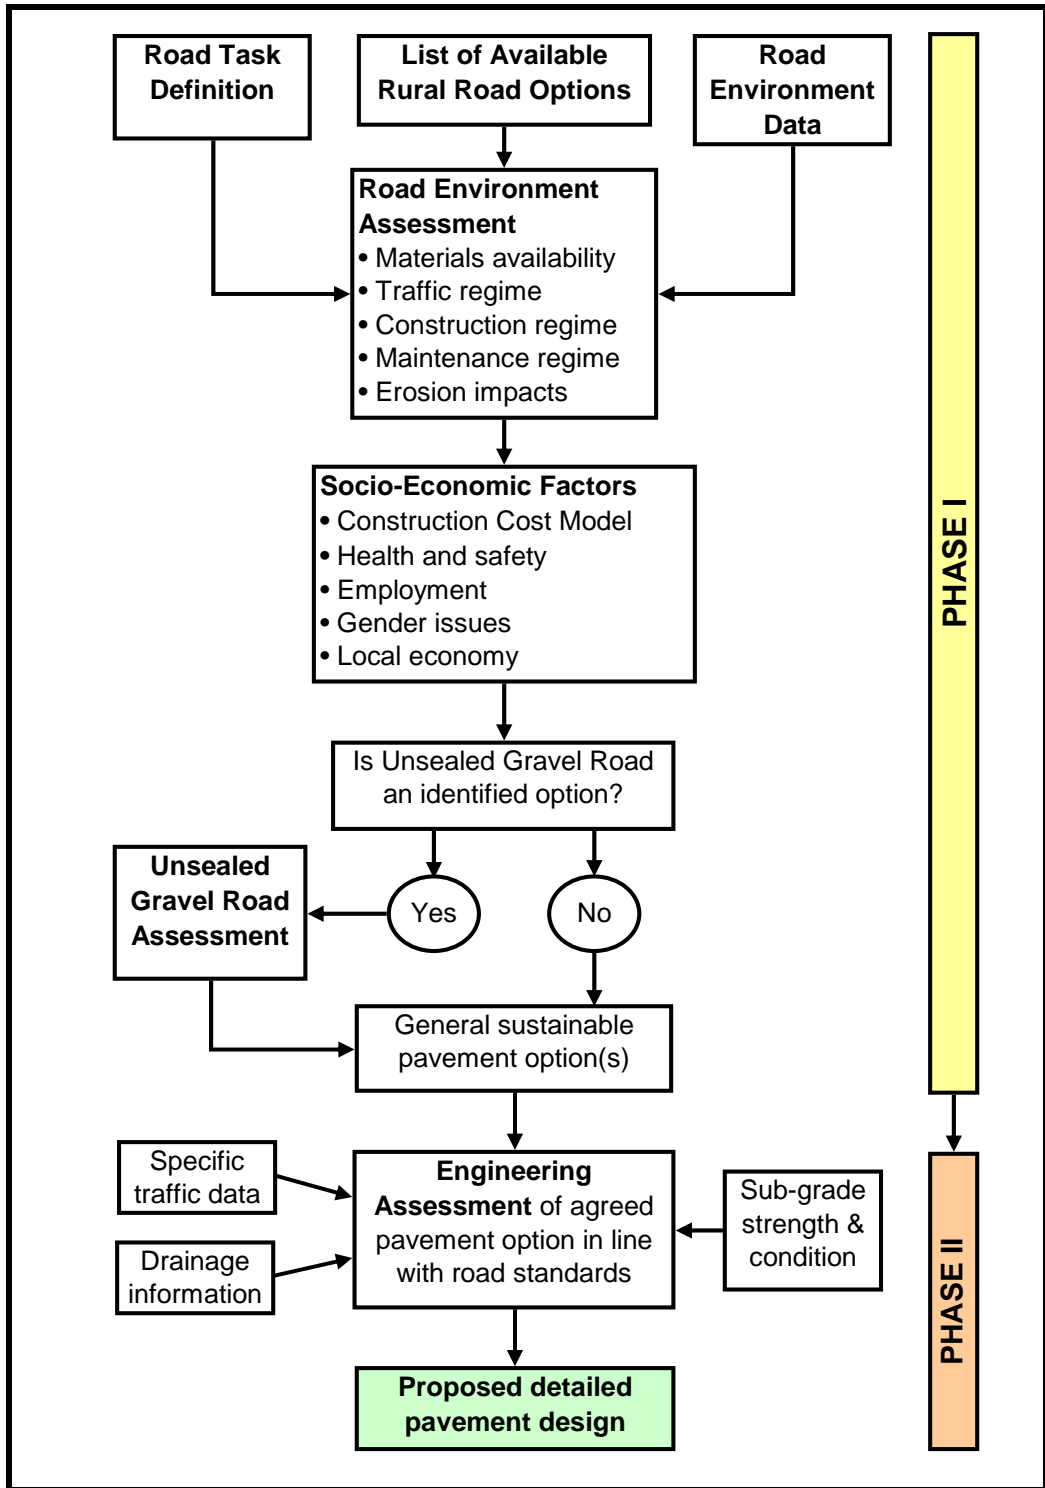 Road Task
Definition
List of Available
Rural Road Options
Road
Environment
Data
Road Environment
Assessment
• Materials availability
• Traffic regime
• Construction regime
• Maintenance regime
• Erosion impacts
Socio-Economic Factors
• Construction Cost Model
• Health and safety
• Employment
• Gender issues
• Local economy
PHASE I
Is Unsealed Gravel Road
an identified option?
Unsealed
Gravel Road
Assessment
Yes
No
General sustainable
pavement option(s)
Specific
traffic data
Drainage
information
Engineering
Assessment of agreed
pavement option in line
with road standards
Sub-grade
strength &
condition
PHASE II
Proposed detailed
pavement design